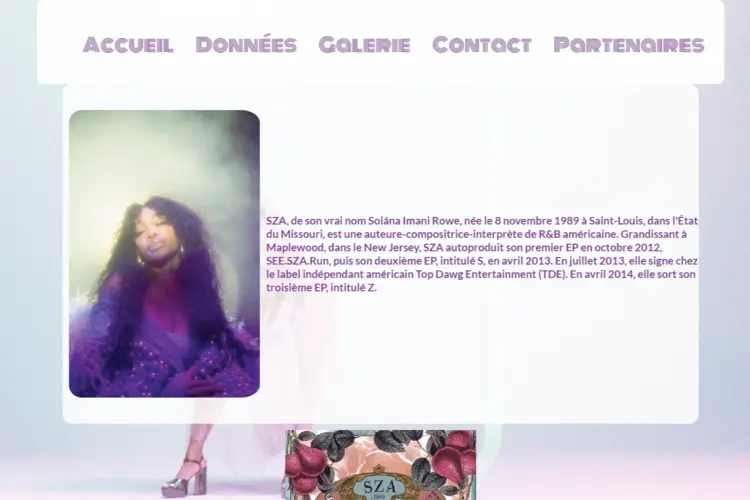 Accueil Données Galerie Contact Partenaires
SZA, de son vrai nom Solána Imani Rowe, née le 8 novembre 1989 à Saint-Louis, dans l'État
du Missouri, est une auteure-compositrice-interprète de R&B américaine. Grandissant à
Maplewood, dans le New Jersey, SZA autoproduit son premier EP en octobre 2012,
SEE.SZA.Run, puis son deuxième EP, intitulé S, en avril 2013. En juillet 2013, elle signe chez
le label indépendant américain Top Dawg Entertainment (TDE). En avril 2014, elle sort son
troisième EP, intitulé Z.
SZA